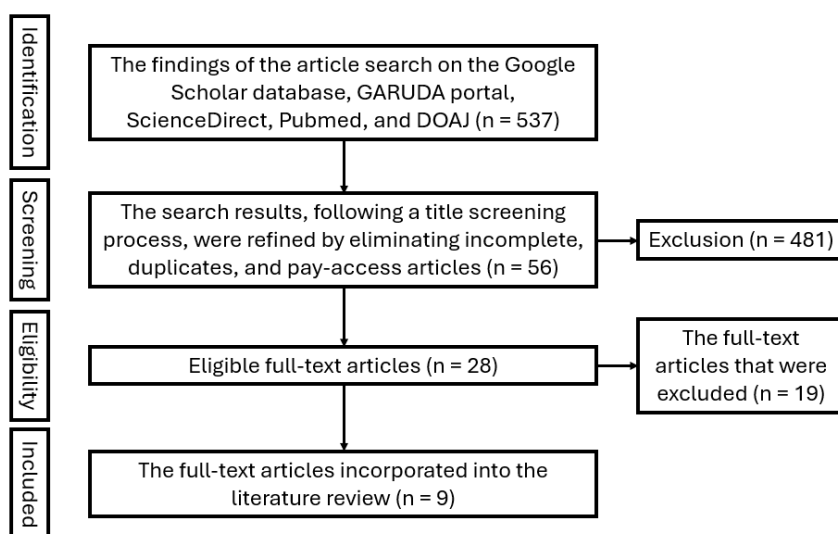 Identification
The findings of the article search on the Google
Scholar database, GARUDA portal,
ScienceDirect, Pubmed, and DOAJ (n = 537)
Screening
The search results, following a title screening
process, were refined by eliminating incomplete,
duplicates, and pay-access articles (n = 56)
Exclusion (n = 481)
Eligibility
Eligible full-text articles (n = 28)
The full-text
articles that were
excluded (n = 19)
Included
The full-text articles incorporated into the
literature review (n = 9)